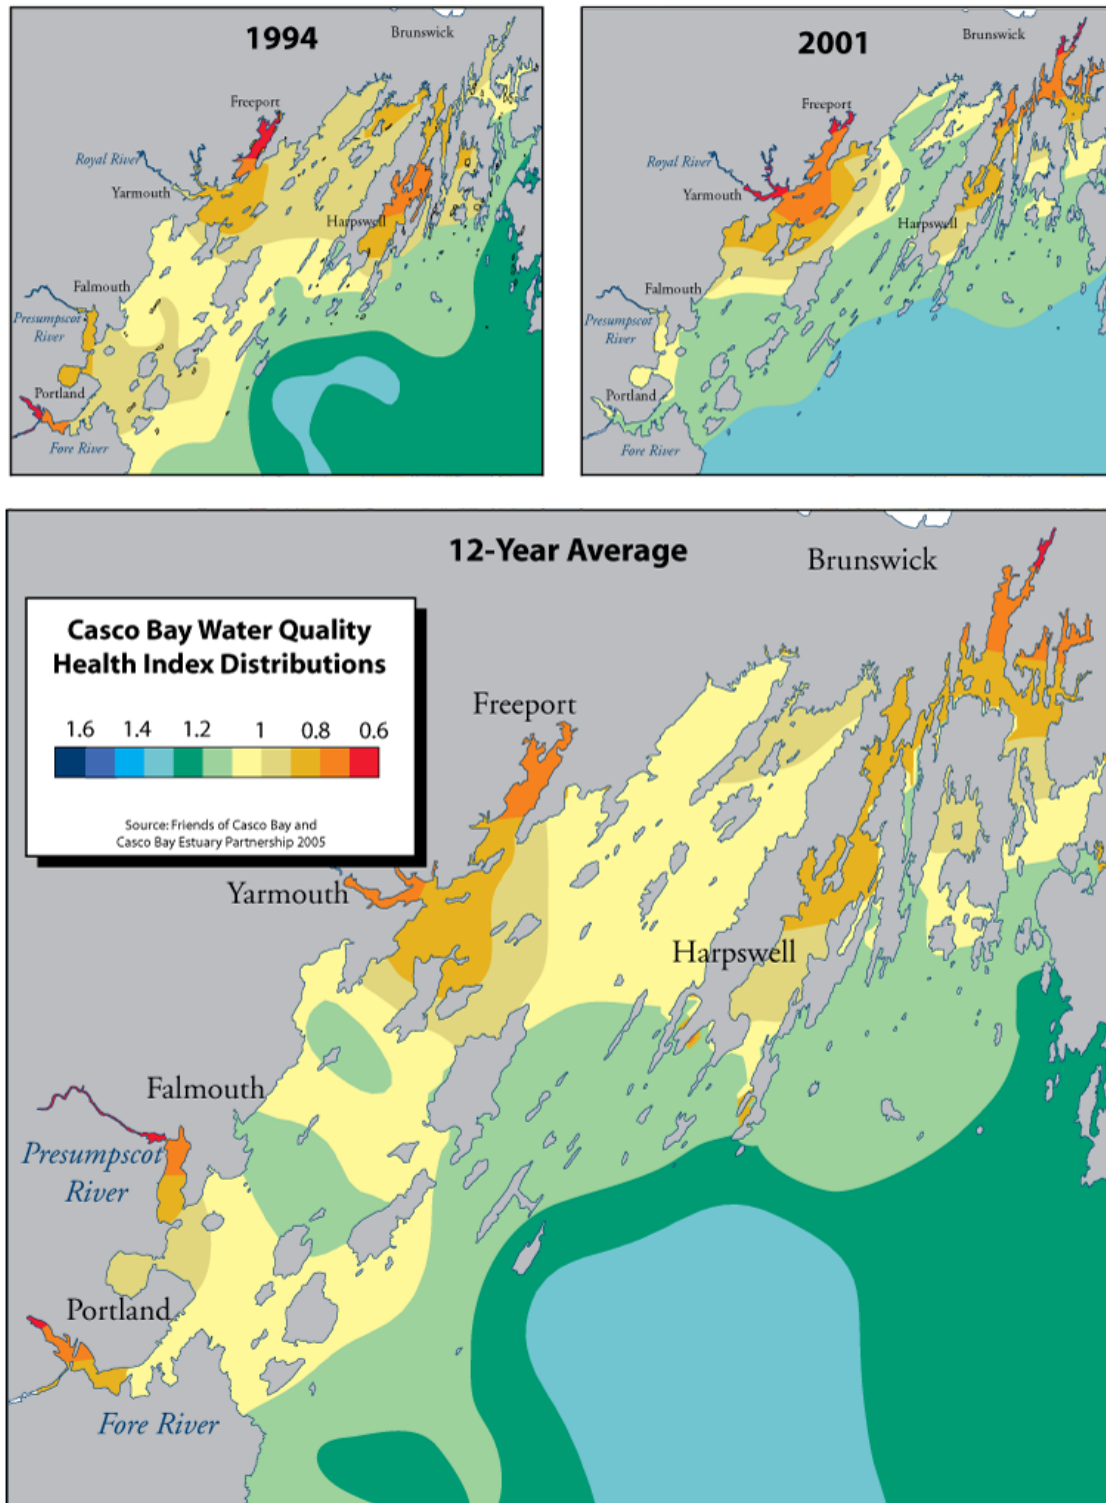 1994
Brunswick
Freeport
Royal River
Yarmouth
Harpswell
Falmouth
Presumpscot
River
Portland
Fore River
2001
Brunswick
Freeport
Royal River
Yarmouth
Harpswell
Falmouth
Presumpscot
River
Portland
Fore River
12-Year Average
Brunswick
Casco Bay Water Quality
Health Index Distributions
1.6 1.4 1.2 1 0.8 0.6
Source: Friends of Casco Bay and
Casco Bay Estuary Partnership 2005
Freeport
Yarmouth
Harpswell
Falmouth
Presumpscot
River
Portland
Fore River